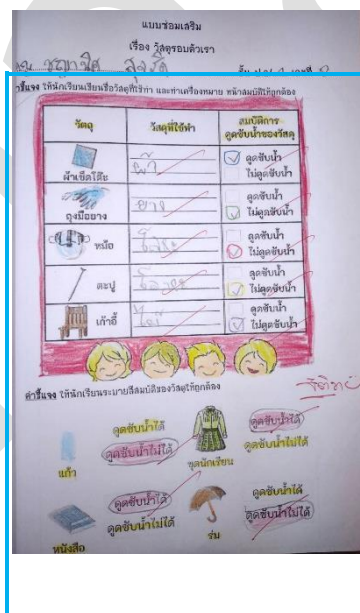 แบบซ่อมเสริม
เรื่อง วัสดุรอบตัวเรา
คำชี้แจง ให้นักเรียนเขียนชื่อวัสดุที่ใช้ทำ และทำเครื่องหมาย หน้าสมบัติให้ถูกต้อง
วัตถุ วัสดุที่ใช้ทำ สมบัติการ
ดูดซับน้ำของวัสดุ
ผ้าเช็ดโต๊ะ ผ้า ดูดซับน้ำ
ไม่ดูดซับน้ำ
ถุงมือยาง ยาง ดูดซับน้ำ
ไม่ดูดซับน้ำ
หม้อ โลหะ ดูดซับน้ำ
ไม่ดูดซับน้ำ
ตะปู โลหะ ดูดซับน้ำ
ไม่ดูดซับน้ำ
เก้าอี้ ไม้ ดูดซับน้ำ
ไม่ดูดซับน้ำ
คำชี้แจง ให้นักเรียนระบายสีสมบัติของวัสดุให้ถูกต้อง
แก้ว ดูดซับน้ำได้
ดูดซับน้ำไม่ได้
ชุดนักเรียน ดูดซับน้ำได้
ดูดซับน้ำไม่ได้
หนังสือ ดูดซับน้ำได้
ดูดซับน้ำไม่ได้
ร่ม ดูดซับน้ำได้
ดูดซับน้ำไม่ได้